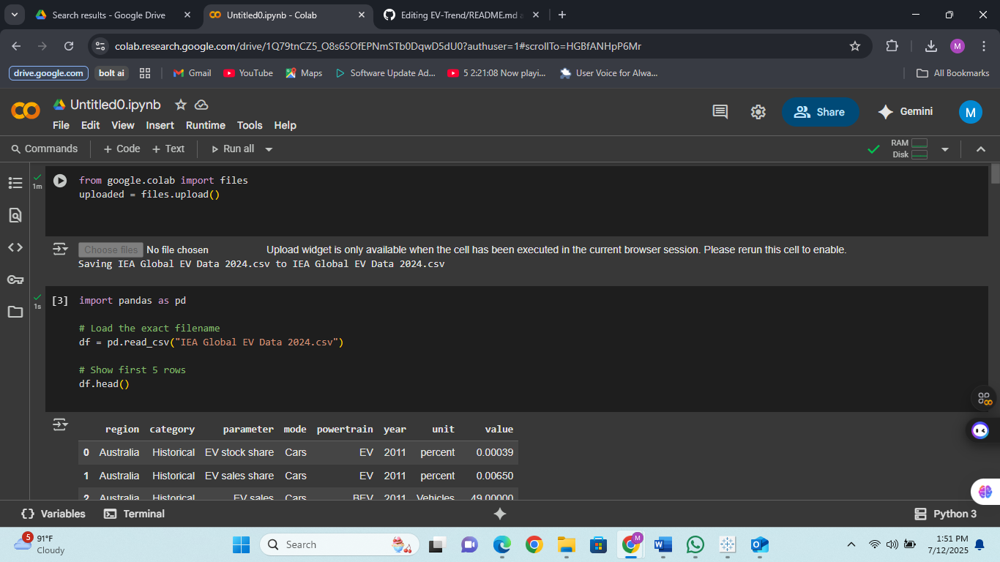 Search results - Google Drive
Untitled0.ipynb - Colab
Editing EV-Trend/README.md a
colab.research.google.com/drive/1Q79tnCZ5_O8s65OfEPNmSTb0DqwD5dU0?authuser=1#scrollTo=HGBfANHpP6Mr
M
drive.google.com
bolt ai
Gmail
YouTube
Maps
Software Update Ad...
5 2:21:08 Now playi...
User Voice for Alwa...
All Bookmarks
Untitled0.ipynb
File Edit View Insert Runtime Tools Help
Share
Gemini
M
Commands
+ Code + Text
Run all
RAM
Disk
1m
from google.colab import files
uploaded = files.upload()
Choose files No file chosen Upload widget is only available when the cell has been executed in the current browser session. Please rerun this cell to enable.
Saving IEA Global EV Data 2024.csv to IEA Global EV Data 2024.csv
1s
[3] import pandas as pd
# Load the exact filename
df = pd.read_csv("IEA Global EV Data 2024.csv")
# Show first 5 rows
df.head()
region category parameter mode powertrain year unit value
0 Australia Historical EV stock share Cars EV 2011 percent 0.00039
1 Australia Historical EV sales share Cars EV 2011 percent 0.00650
2 Australia Historical EV sales Cars BEV 2011 Vehicles 49.00000
Variables
Terminal
Python 3
5
91°F
Cloudy
Search
M
1:51 PM
7/12/2025